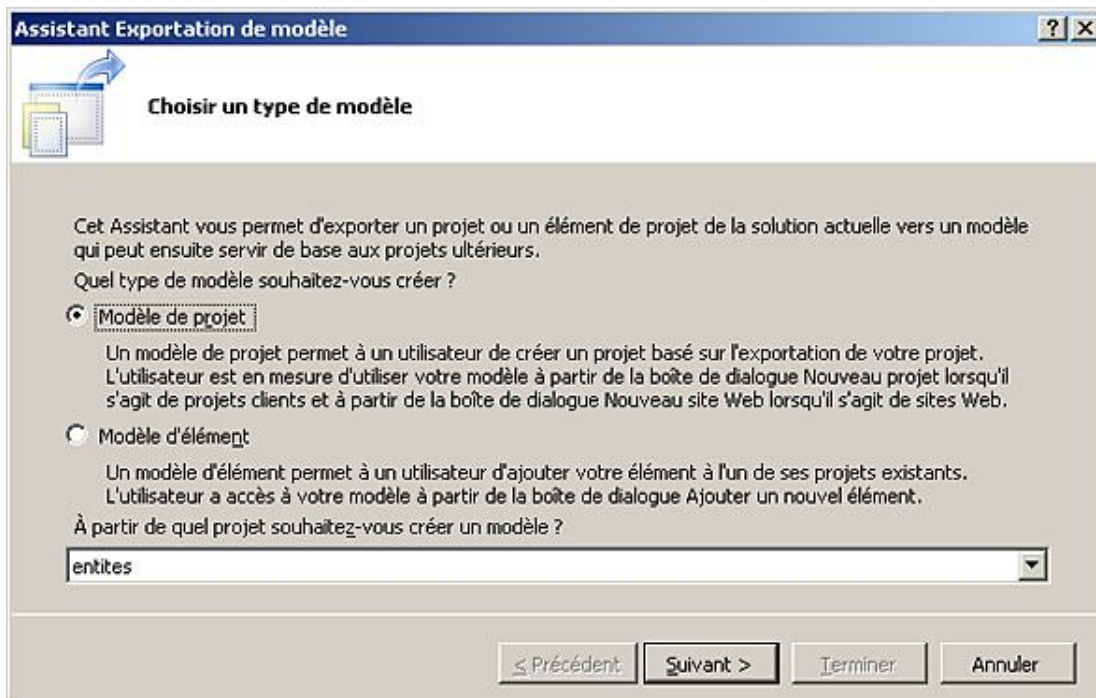 Assistant Exportation de modèle
Choisir un type de modèle
Cet Assistant vous permet d'exporter un projet ou un élément de projet de la solution actuelle vers un modèle
qui peut ensuite servir de base aux projets ultérieurs.
Quel type de modèle souhaitez-vous créer ?
Modèle de projet
Un modèle de projet permet à un utilisateur de créer un projet basé sur l'exportation de votre projet.
L'utilisateur est en mesure d'utiliser votre modèle à partir de la boîte de dialogue Nouveau projet lorsqu'il
s'agit de projets clients et à partir de la boîte de dialogue Nouveau site Web lorsqu'il s'agit de sites Web.
Modèle d'élément
Un modèle d'élément permet à un utilisateur d'ajouter votre élément à l'un de ses projets existants.
L'utilisateur a accès à votre modèle à partir de la boîte de dialogue Ajouter un nouvel élément.
À partir de quel projet souhaitez-vous créer un modèle ?
entites
< Précédent Suivant > Terminer Annuler